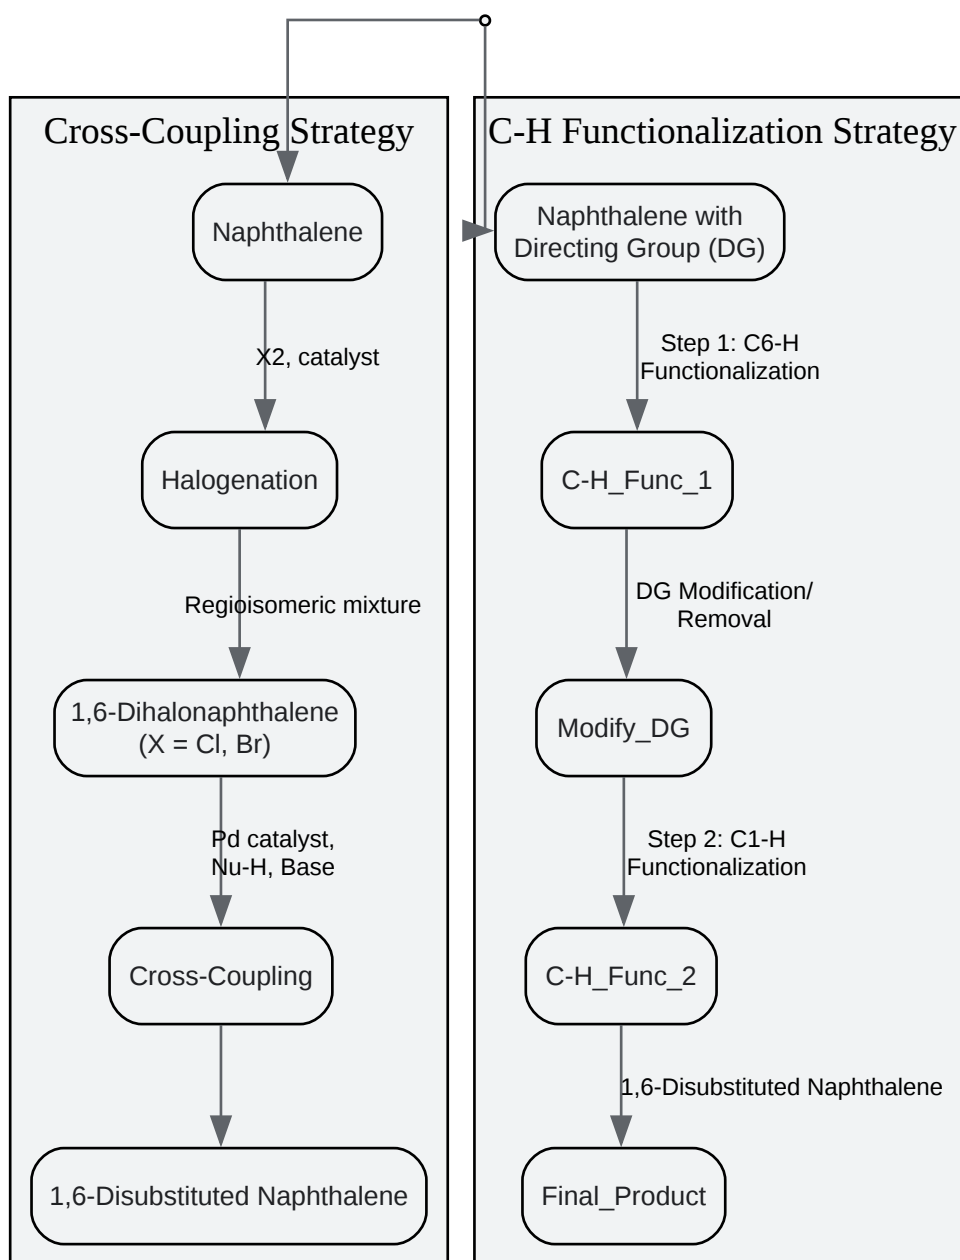 Cross-Coupling Strategy
Naphthalene
X2, catalyst
Halogenation
Regioisomeric mixture
1,6-Dihalonaphthalene
(X = Cl, Br)
Pd catalyst,
Nu-H, Base
Cross-Coupling
1,6-Disubstituted Naphthalene
C-H Functionalization Strategy
Naphthalene with
Directing Group (DG)
Step 1: C6-H
Functionalization
C-H_Func_1
DG Modification/
Removal
Modify_DG
Step 2: C1-H
Functionalization
C-H_Func_2
1,6-Disubstituted Naphthalene
Final_Product